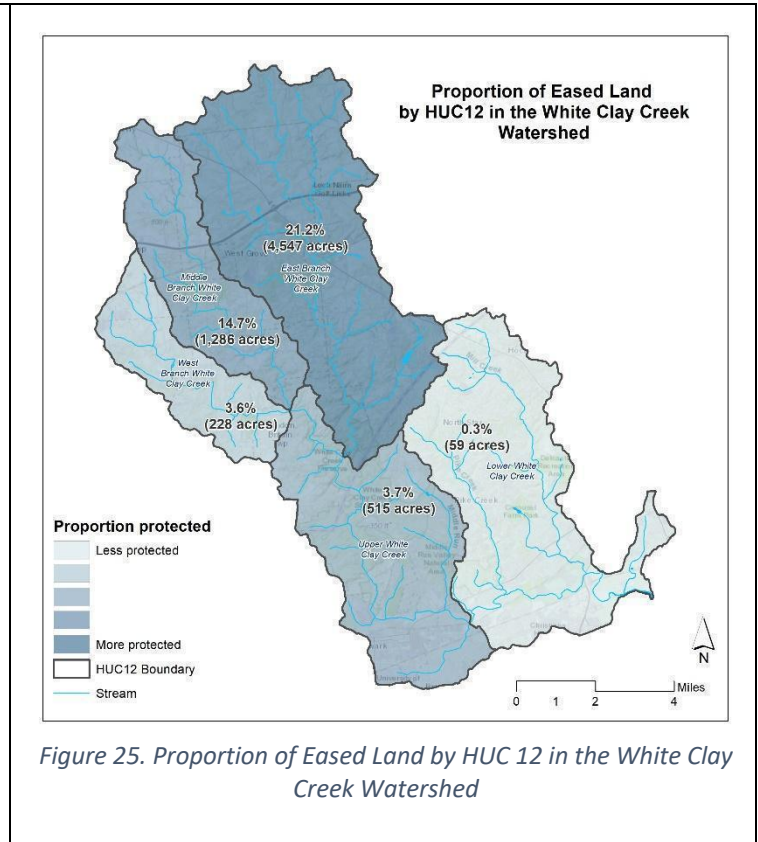 Proportion of Eased Land
by HUC12 in the White Clay Creek
Watershed
21.2%
(4,547 acres)
West Grove
East Branch
White Clay
Creek
Middle
Branch White
Clay Creek
14.7%
(1,286 acres)
West
Branch White
Clay Creek
3.6%
(228 acres)
0.3%
(59 acres)
Lower White
Clay Creek
3.7%
(515 acres)
Upper White
Clay Creek
Proportion protected
Less protected
More protected
HUC12 Boundary
Stream
N
0 1 2 4 Miles
Figure 25. Proportion of Eased Land by HUC 12 in the White Clay
Creek Watershed